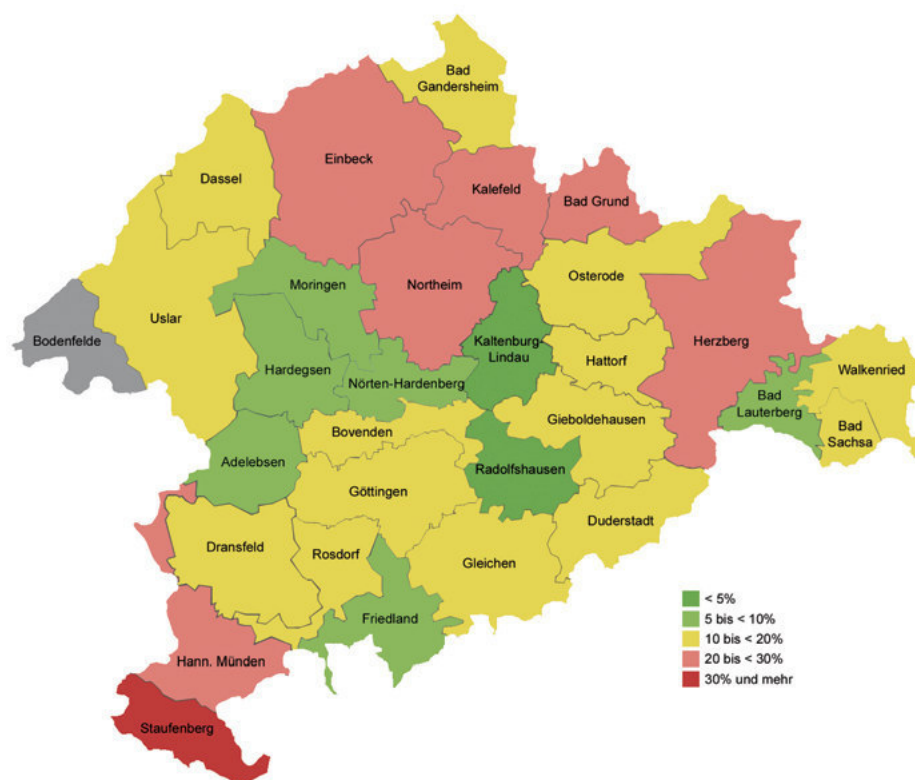 Bad
Gandersheim
Einbeck
Dassel
Kalefeld
Bad Grund
Osterode
Moringen
Northeim
Uslar
Bodenfelde
Kaltenburg-
Lindau
Herzberg
Hattorf
Walkenried
Hardegsen
Nörten-Hardenberg
Bad
Lauterberg
Gieboldehausen
Bovenden
Bad
Sachsa
Adelebsen
Radolfshausen
Göttingen
Duderstadt
Dransfeld
Rosdorf
Gleichen
Friedland
Hann. Münden
Staufenberg
< 5%
5 bis < 10%
10 bis < 20%
20 bis < 30%
30% und mehr